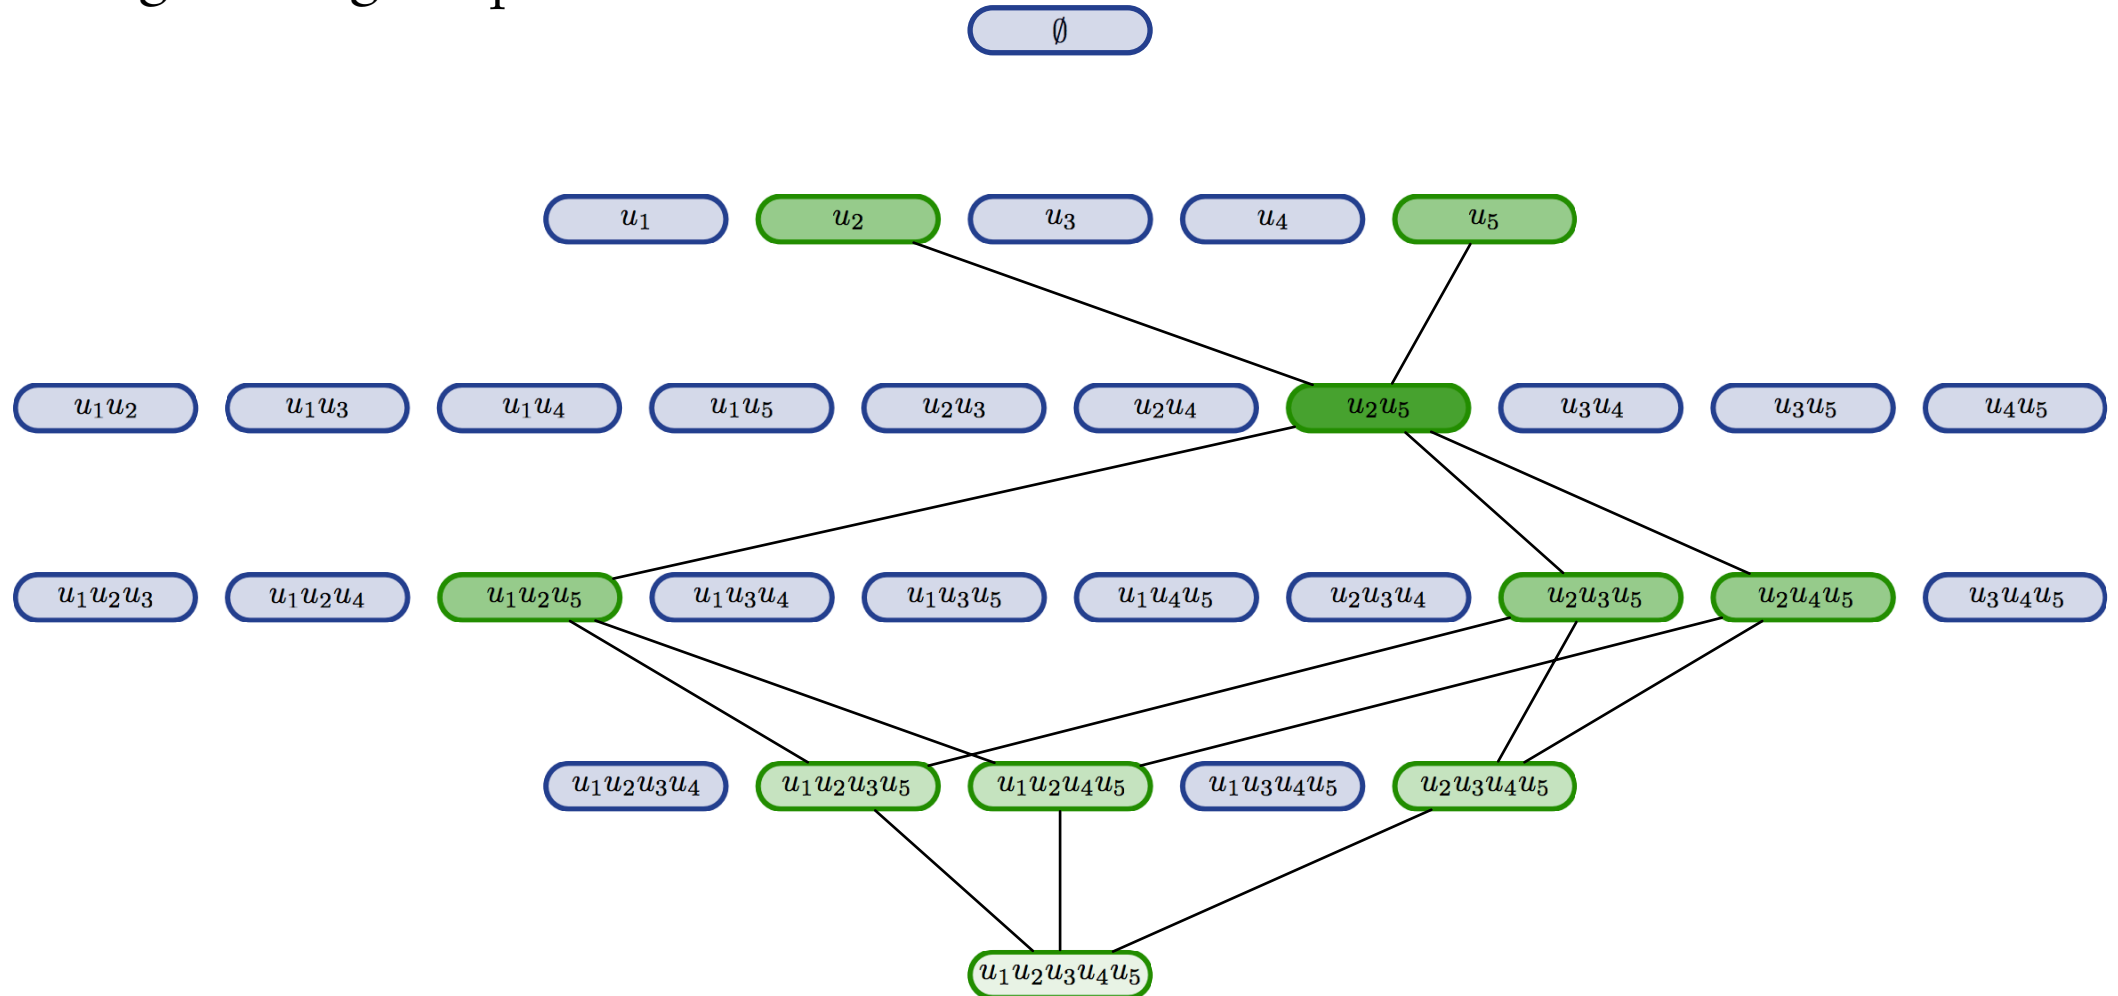 ∅
u₁ u₂ u₃ u₄ u₅
u₁u₂ u₁u₃ u₁u₄ u₁u₅ u₂u₃ u₂u₄ u₂u₅ u₃u₄ u₃u₅ u₄u₅
u₁u₂u₃ u₁u₂u₄ u₁u₂u₅ u₁u₃u₄ u₁u₃u₅ u₁u₄u₅ u₂u₃u₄ u₂u₃u₅ u₂u₄u₅ u₃u₄u₅
u₁u₂u₃u₄ u₁u₂u₃u₅ u₁u₂u₄u₅ u₁u₃u₄u₅ u₂u₃u₄u₅
u₁u₂u₃u₄u₅